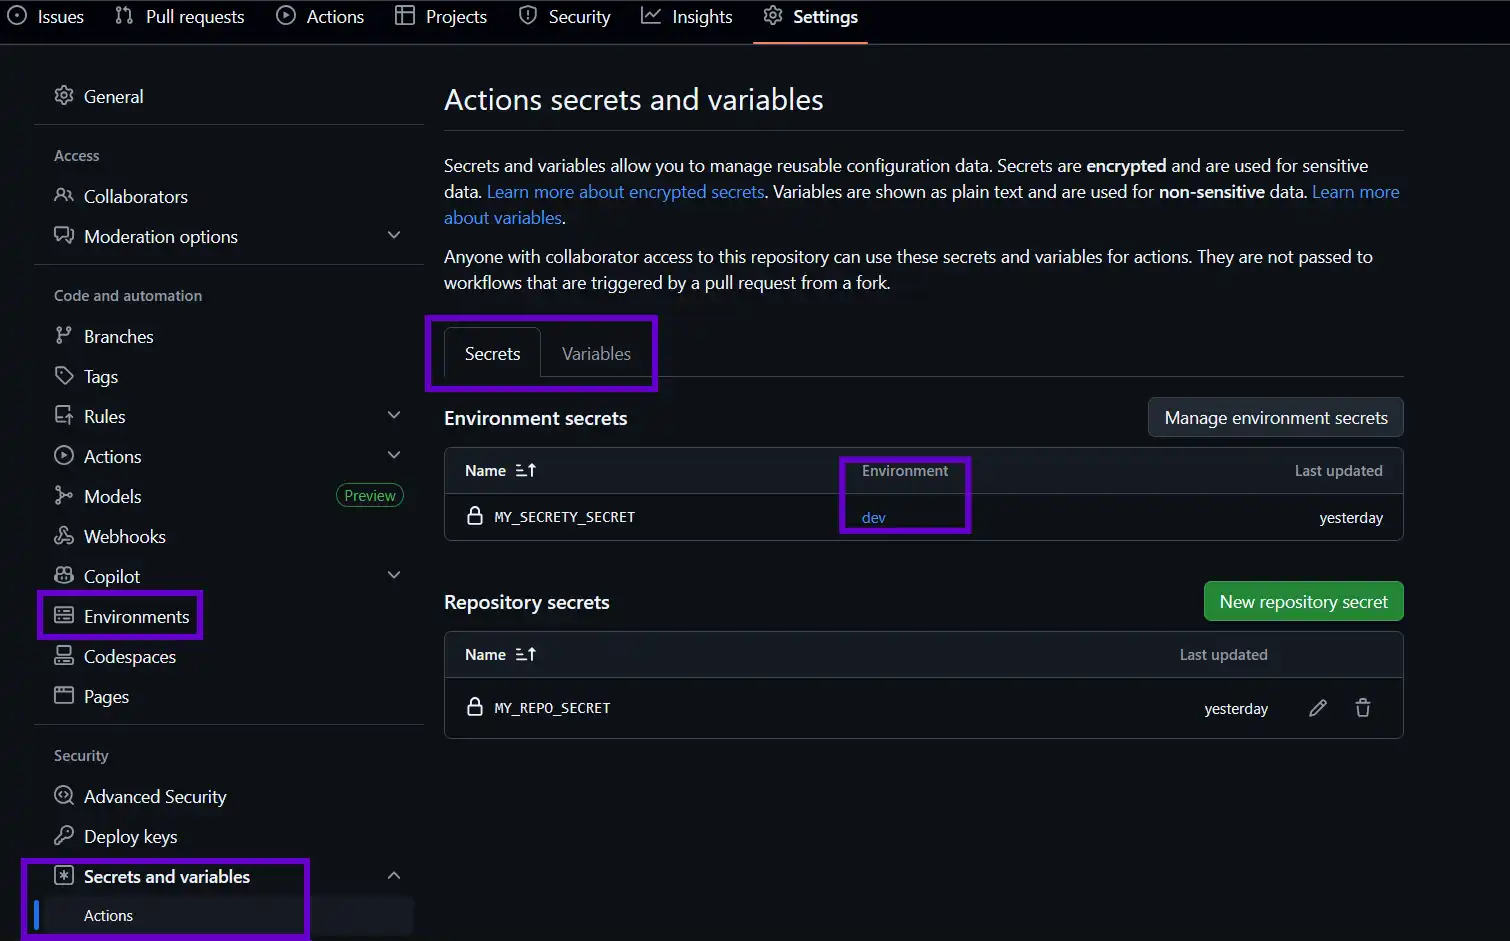 Issues Pull requests Actions Projects Security Insights Settings
General
Access
Collaborators
Moderation options
Code and automation
Branches
Tags
Rules
Actions
Models Preview
Webhooks
Copilot
Environments
Codespaces
Pages
Security
Advanced Security
Deploy keys
Secrets and variables
Actions
Actions secrets and variables
Secrets and variables allow you to manage reusable configuration data. Secrets are encrypted and are used for sensitive
data. Learn more about encrypted secrets. Variables are shown as plain text and are used for non-sensitive data. Learn more
about variables.
Anyone with collaborator access to this repository can use these secrets and variables for actions. They are not passed to
workflows that are triggered by a pull request from a fork.
Secrets Variables
Environment secrets Manage environment secrets
Name Environment Last updated
MY_SECRETY_SECRET dev yesterday
Repository secrets New repository secret
Name Last updated
MY_REPO_SECRET yesterday